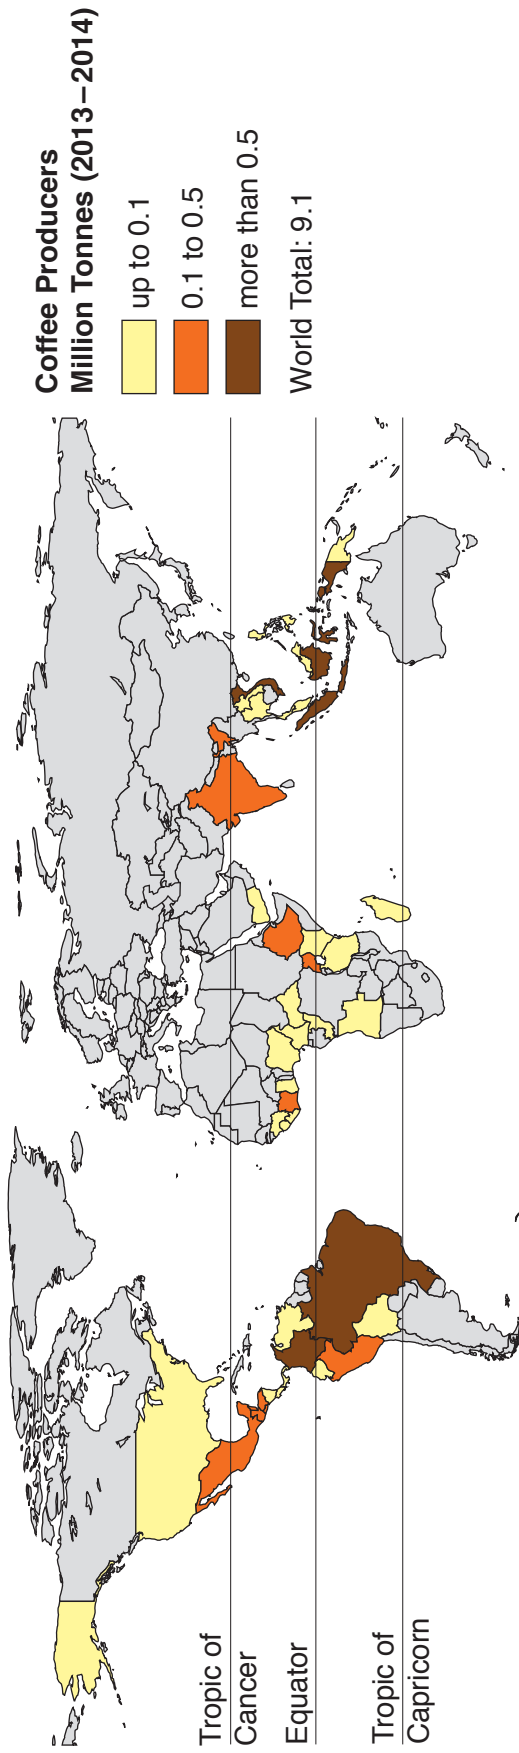 Coffee Producers
Million Tonnes (2013–2014)
up to 0.1
0.1 to 0.5
more than 0.5
World Total: 9.1
Tropic of
Cancer
Equator
Tropic of
Capricorn